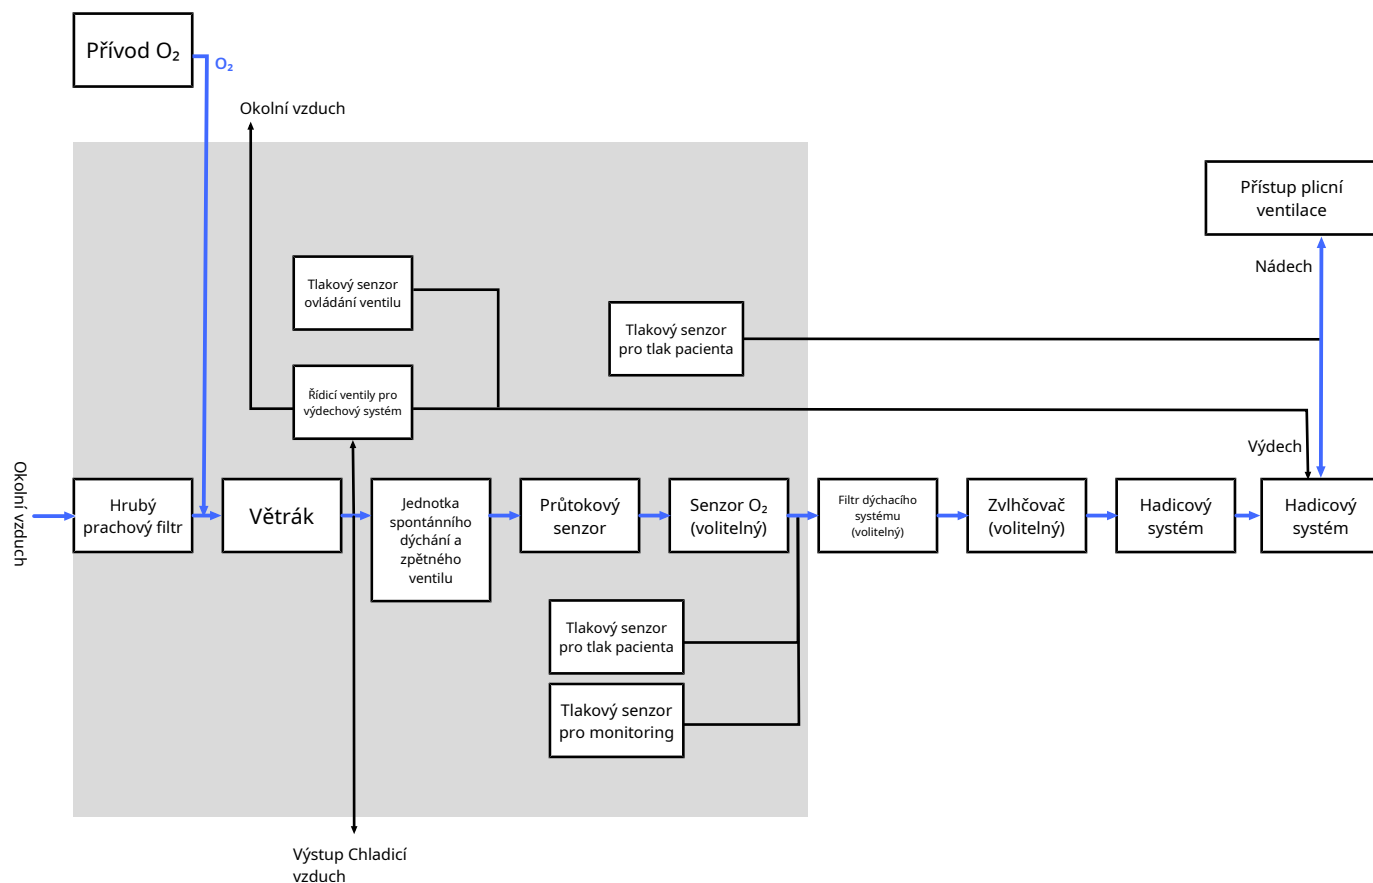 Přívod O₂
O₂
Okolní vzduch
Přístup plicní
ventilace
Tlakový senzor
ovládání ventilu
Nádech
Tlakový senzor
pro tlak pacienta
Řídicí ventily pro
výdechový systém
Výdech
Okolní vzduch
Hrubý
prachový filtr
Větrák
Jednotka
spontánního
dýchání a
zpětného
ventilu
Průtokový
senzor
Senzor O₂
(volitelný)
Filtr dýchacího
systému
(volitelný)
Zvlhčovač
(volitelný)
Hadicový
systém
Hadicový
systém
Tlakový senzor
pro tlak pacienta
Tlakový senzor
pro monitoring
Výstup Chladicí
vzduch